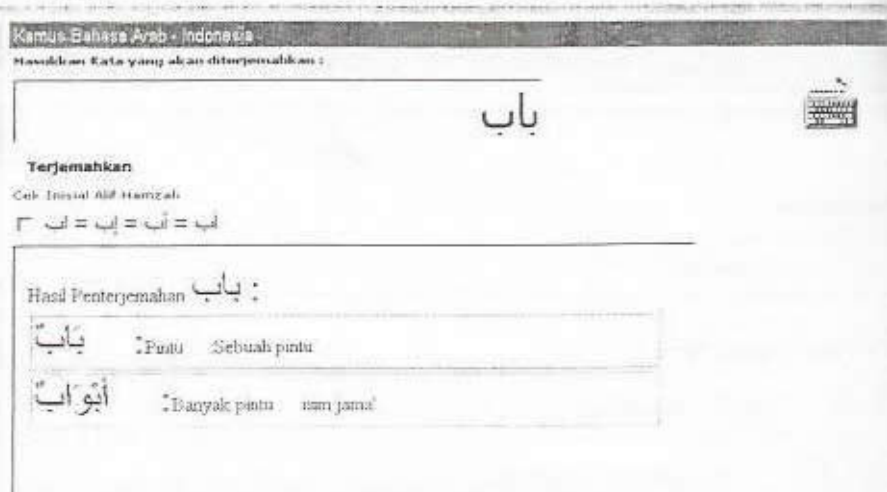 Kamus Bahasa Arab - Indonesia
Masukkan Kata yang akan diterjemahkan :
باب
Terjemahkan
Cek Inisial Alif Hamzah
اب = أب = إب = آب
Hasil Penterjemahan باب :
بَابٌ : Pintu :Sebuah pintu
أَبْوَابٌ : Banyak pintu isim jama'